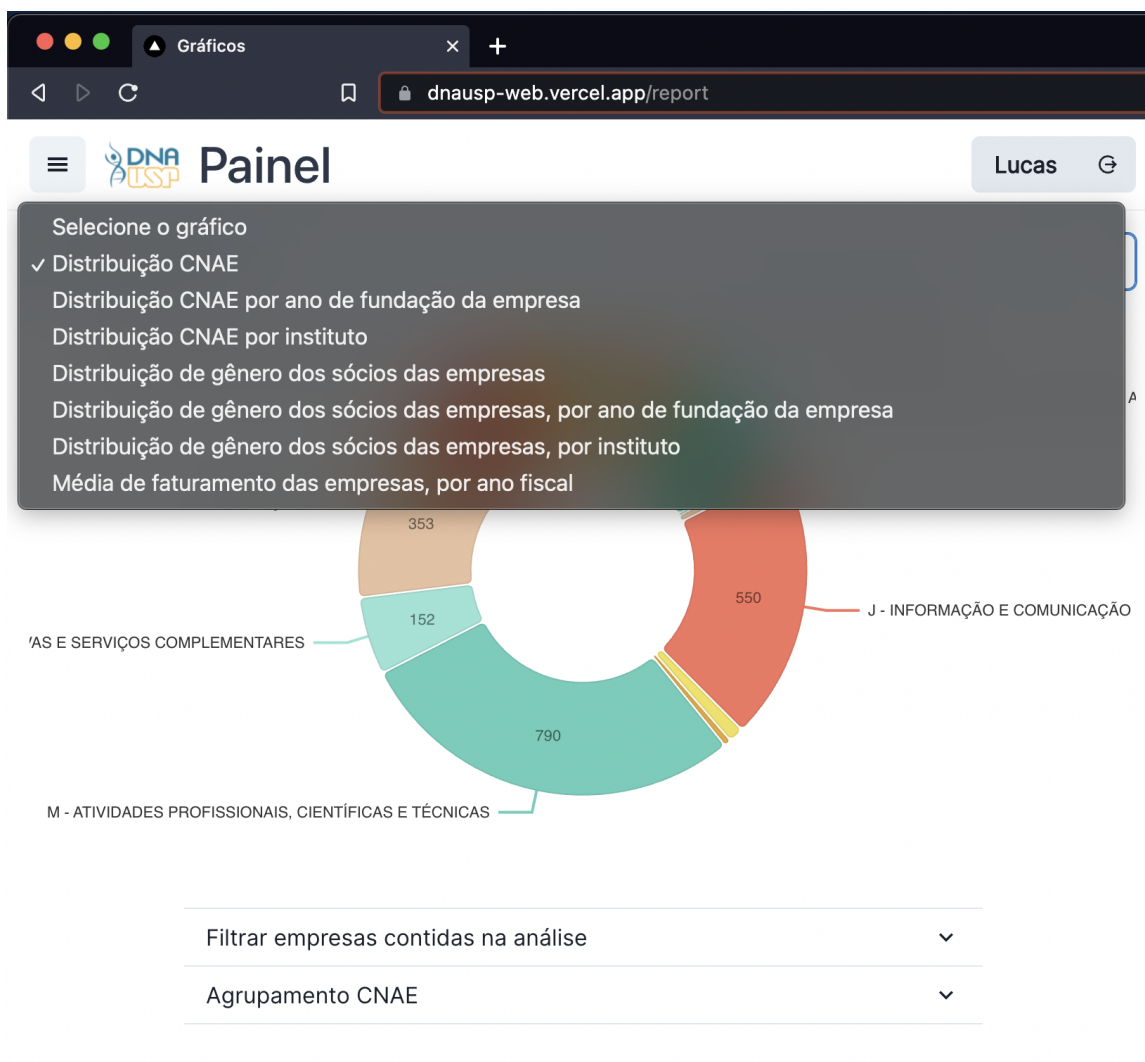 Gráficos
dnausp-web.vercel.app/report
DNA USP
Painel
Lucas
Selecione o gráfico
Distribuição CNAE
Distribuição CNAE por ano de fundação da empresa
Distribuição CNAE por instituto
Distribuição de gênero dos sócios das empresas
Distribuição de gênero dos sócios das empresas, por ano de fundação da empresa
A
Distribuição de gênero dos sócios das empresas, por instituto
Média de faturamento das empresas, por ano fiscal
353
550
J - INFORMAÇÃO E COMUNICAÇÃO
152
AS E SERVIÇOS COMPLEMENTARES
790
M - ATIVIDADES PROFISSIONAIS, CIENTÍFICAS E TÉCNICAS
Filtrar empresas contidas na análise
Agrupamento CNAE